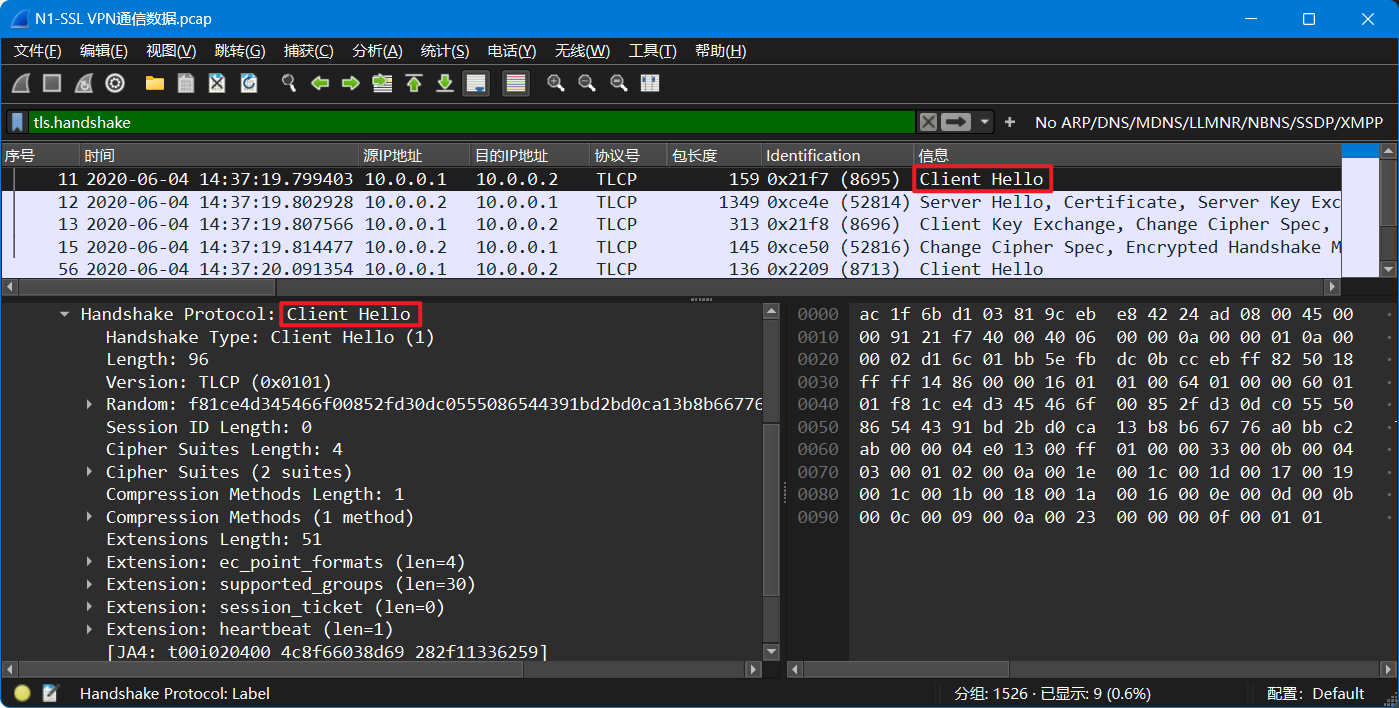 N1-SSL VPN通信数据.pcap
文件(F) 编辑(E) 视图(V) 跳转(G) 捕获(C) 分析(A) 统计(S) 电话(Y) 无线(W) 工具(T) 帮助(H)
tls.handshake No ARP/DNS/MDNS/LLMNR/NBNS/SSDP/XMPP
序号 时间 源IP地址 目的IP地址 协议号 包长度 Identification 信息
11 2020-06-04 14:37:19.799403 10.0.0.1 10.0.0.2 TLCP 159 0x21f7 (8695) Client Hello
12 2020-06-04 14:37:19.802928 10.0.0.2 10.0.0.1 TLCP 1349 0xce4e (52814) Server Hello, Certificate, Server Key Exc
13 2020-06-04 14:37:19.807566 10.0.0.1 10.0.0.2 TLCP 313 0x21f8 (8696) Client Key Exchange, Change Cipher Spec,
15 2020-06-04 14:37:19.814477 10.0.0.2 10.0.0.1 TLCP 145 0xce50 (52816) Change Cipher Spec, Encrypted Handshake M
56 2020-06-04 14:37:20.091354 10.0.0.1 10.0.0.2 TLCP 136 0x2209 (8713) Client Hello
Handshake Protocol: Client Hello
Handshake Type: Client Hello (1)
Length: 96
Version: TLCP (0x0101)
Random: f81ce4d345466f00852fd30dc0555086544391bd2bd0ca13b8b66776
Session ID Length: 0
Cipher Suites Length: 4
Cipher Suites (2 suites)
Compression Methods Length: 1
Compression Methods (1 method)
Extensions Length: 51
Extension: ec_point_formats (len=4)
Extension: supported_groups (len=30)
Extension: session_ticket (len=0)
Extension: heartbeat (len=1)
[JA4: t00i020400_4c8f66038d69_282f11336259]
0000 ac 1f 6b d1 03 81 9c eb e8 42 24 ad 08 00 45 00
0010 00 91 21 f7 40 00 40 06 00 00 0a 00 00 01 0a 00
0020 00 02 d1 6c 01 bb 5e fb dc 0b cc eb ff 82 50 18
0030 ff ff 14 86 00 00 16 01 01 00 64 01 00 00 60 01
0040 01 f8 1c e4 d3 45 46 6f 00 85 2f d3 0d c0 55 50
0050 86 54 43 91 bd 2b d0 ca 13 b8 b6 67 76 a0 bb c2
0060 ab 00 00 04 e0 13 00 ff 01 00 00 33 00 0b 00 04
0070 03 00 01 02 00 0a 00 1e 00 1c 00 1d 00 17 00 19
0080 00 1c 00 1b 00 18 00 1a 00 16 00 0e 00 0d 00 0b
0090 00 0c 00 09 00 0a 00 23 00 00 00 0f 00 01 01
Handshake Protocol: Label 分组: 1526 · 已显示: 9 (0.6%) 配置: Default